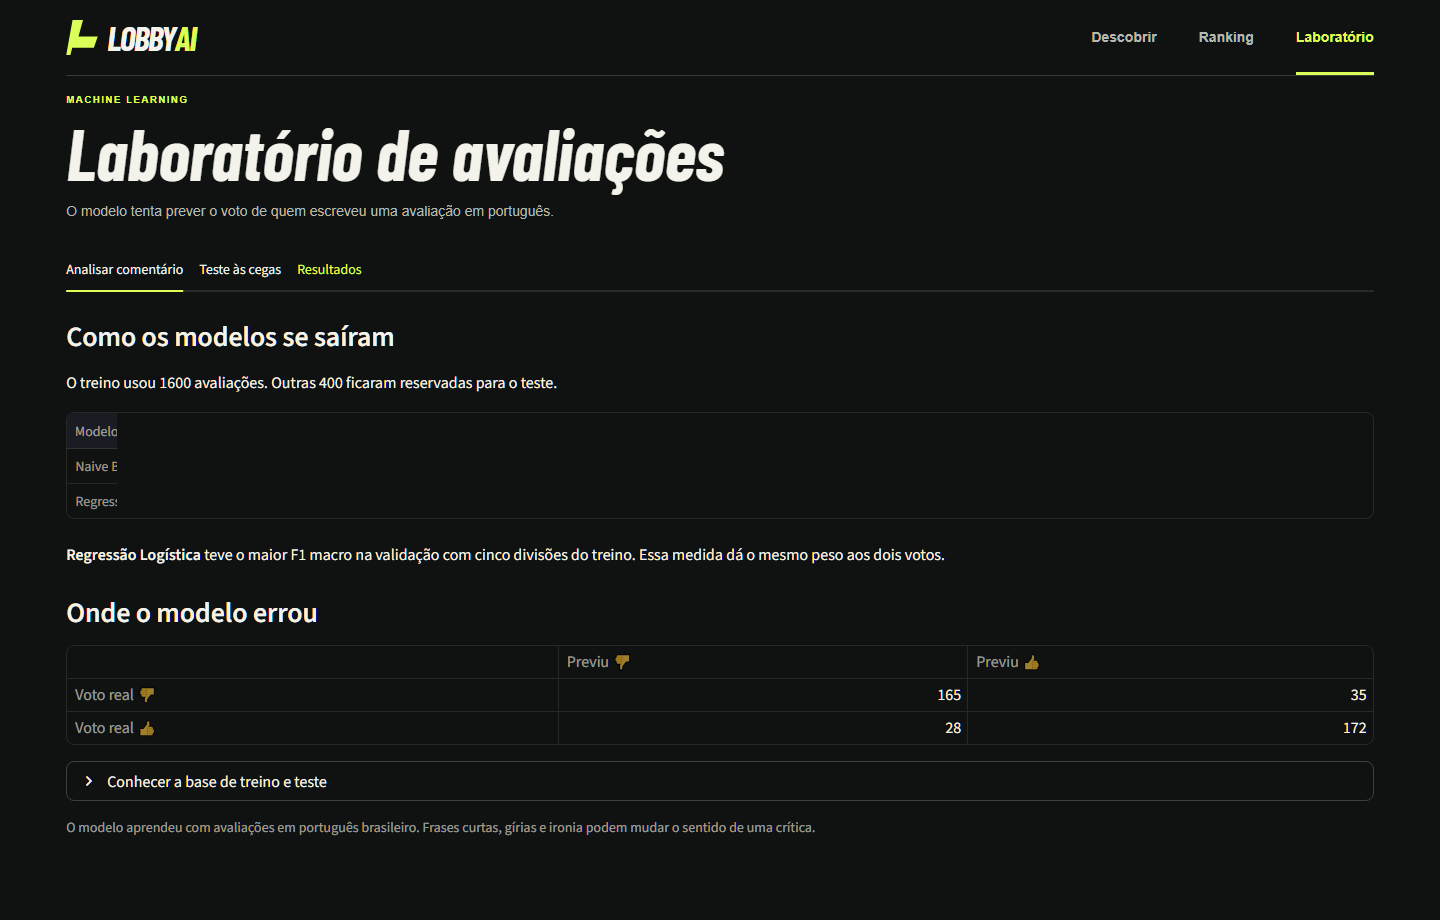 LOBBYAI
Descobrir Ranking Laboratório
MACHINE LEARNING
Laboratório de avaliações
O modelo tenta prever o voto de quem escreveu uma avaliação em português.
Analisar comentário Teste às cegas Resultados
Como os modelos se saíram
O treino usou 1600 avaliações. Outras 400 ficaram reservadas para o teste.
Modelo
Naive B
Regress
Regressão Logística teve o maior F1 macro na validação com cinco divisões do treino. Essa medida dá o mesmo peso aos dois votos.
Onde o modelo errou
Previu 👎 Previu 👍
Voto real 👎 165 35
Voto real 👍 28 172
Conhecer a base de treino e teste
O modelo aprendeu com avaliações em português brasileiro. Frases curtas, gírias e ironia podem mudar o sentido de uma crítica.